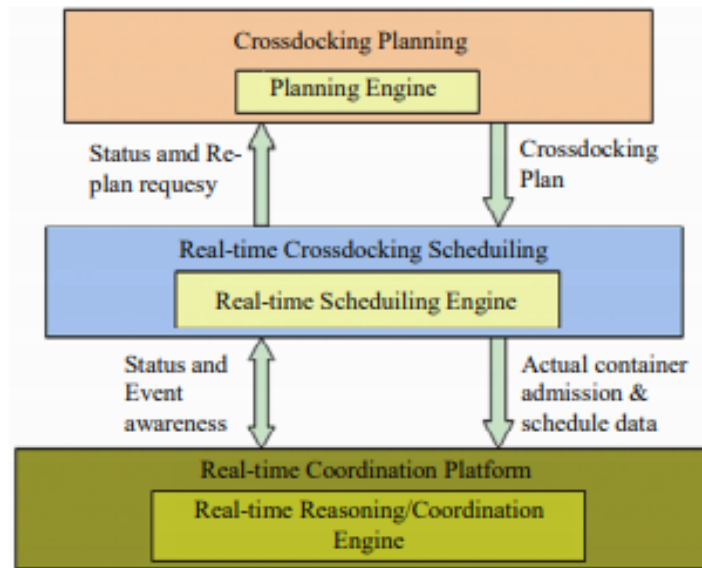 Crossdocking Planning
Planning Engine
Status amd Re-
plan requesy
Crossdocking
Plan
Real-time Crossdocking Scheduiling
Real-time Scheduiling Engine
Status and
Event
awareness
Actual container
admission &
schedule data
Real-time Coordination Platform
Real-time Reasoning/Coordination
Engine